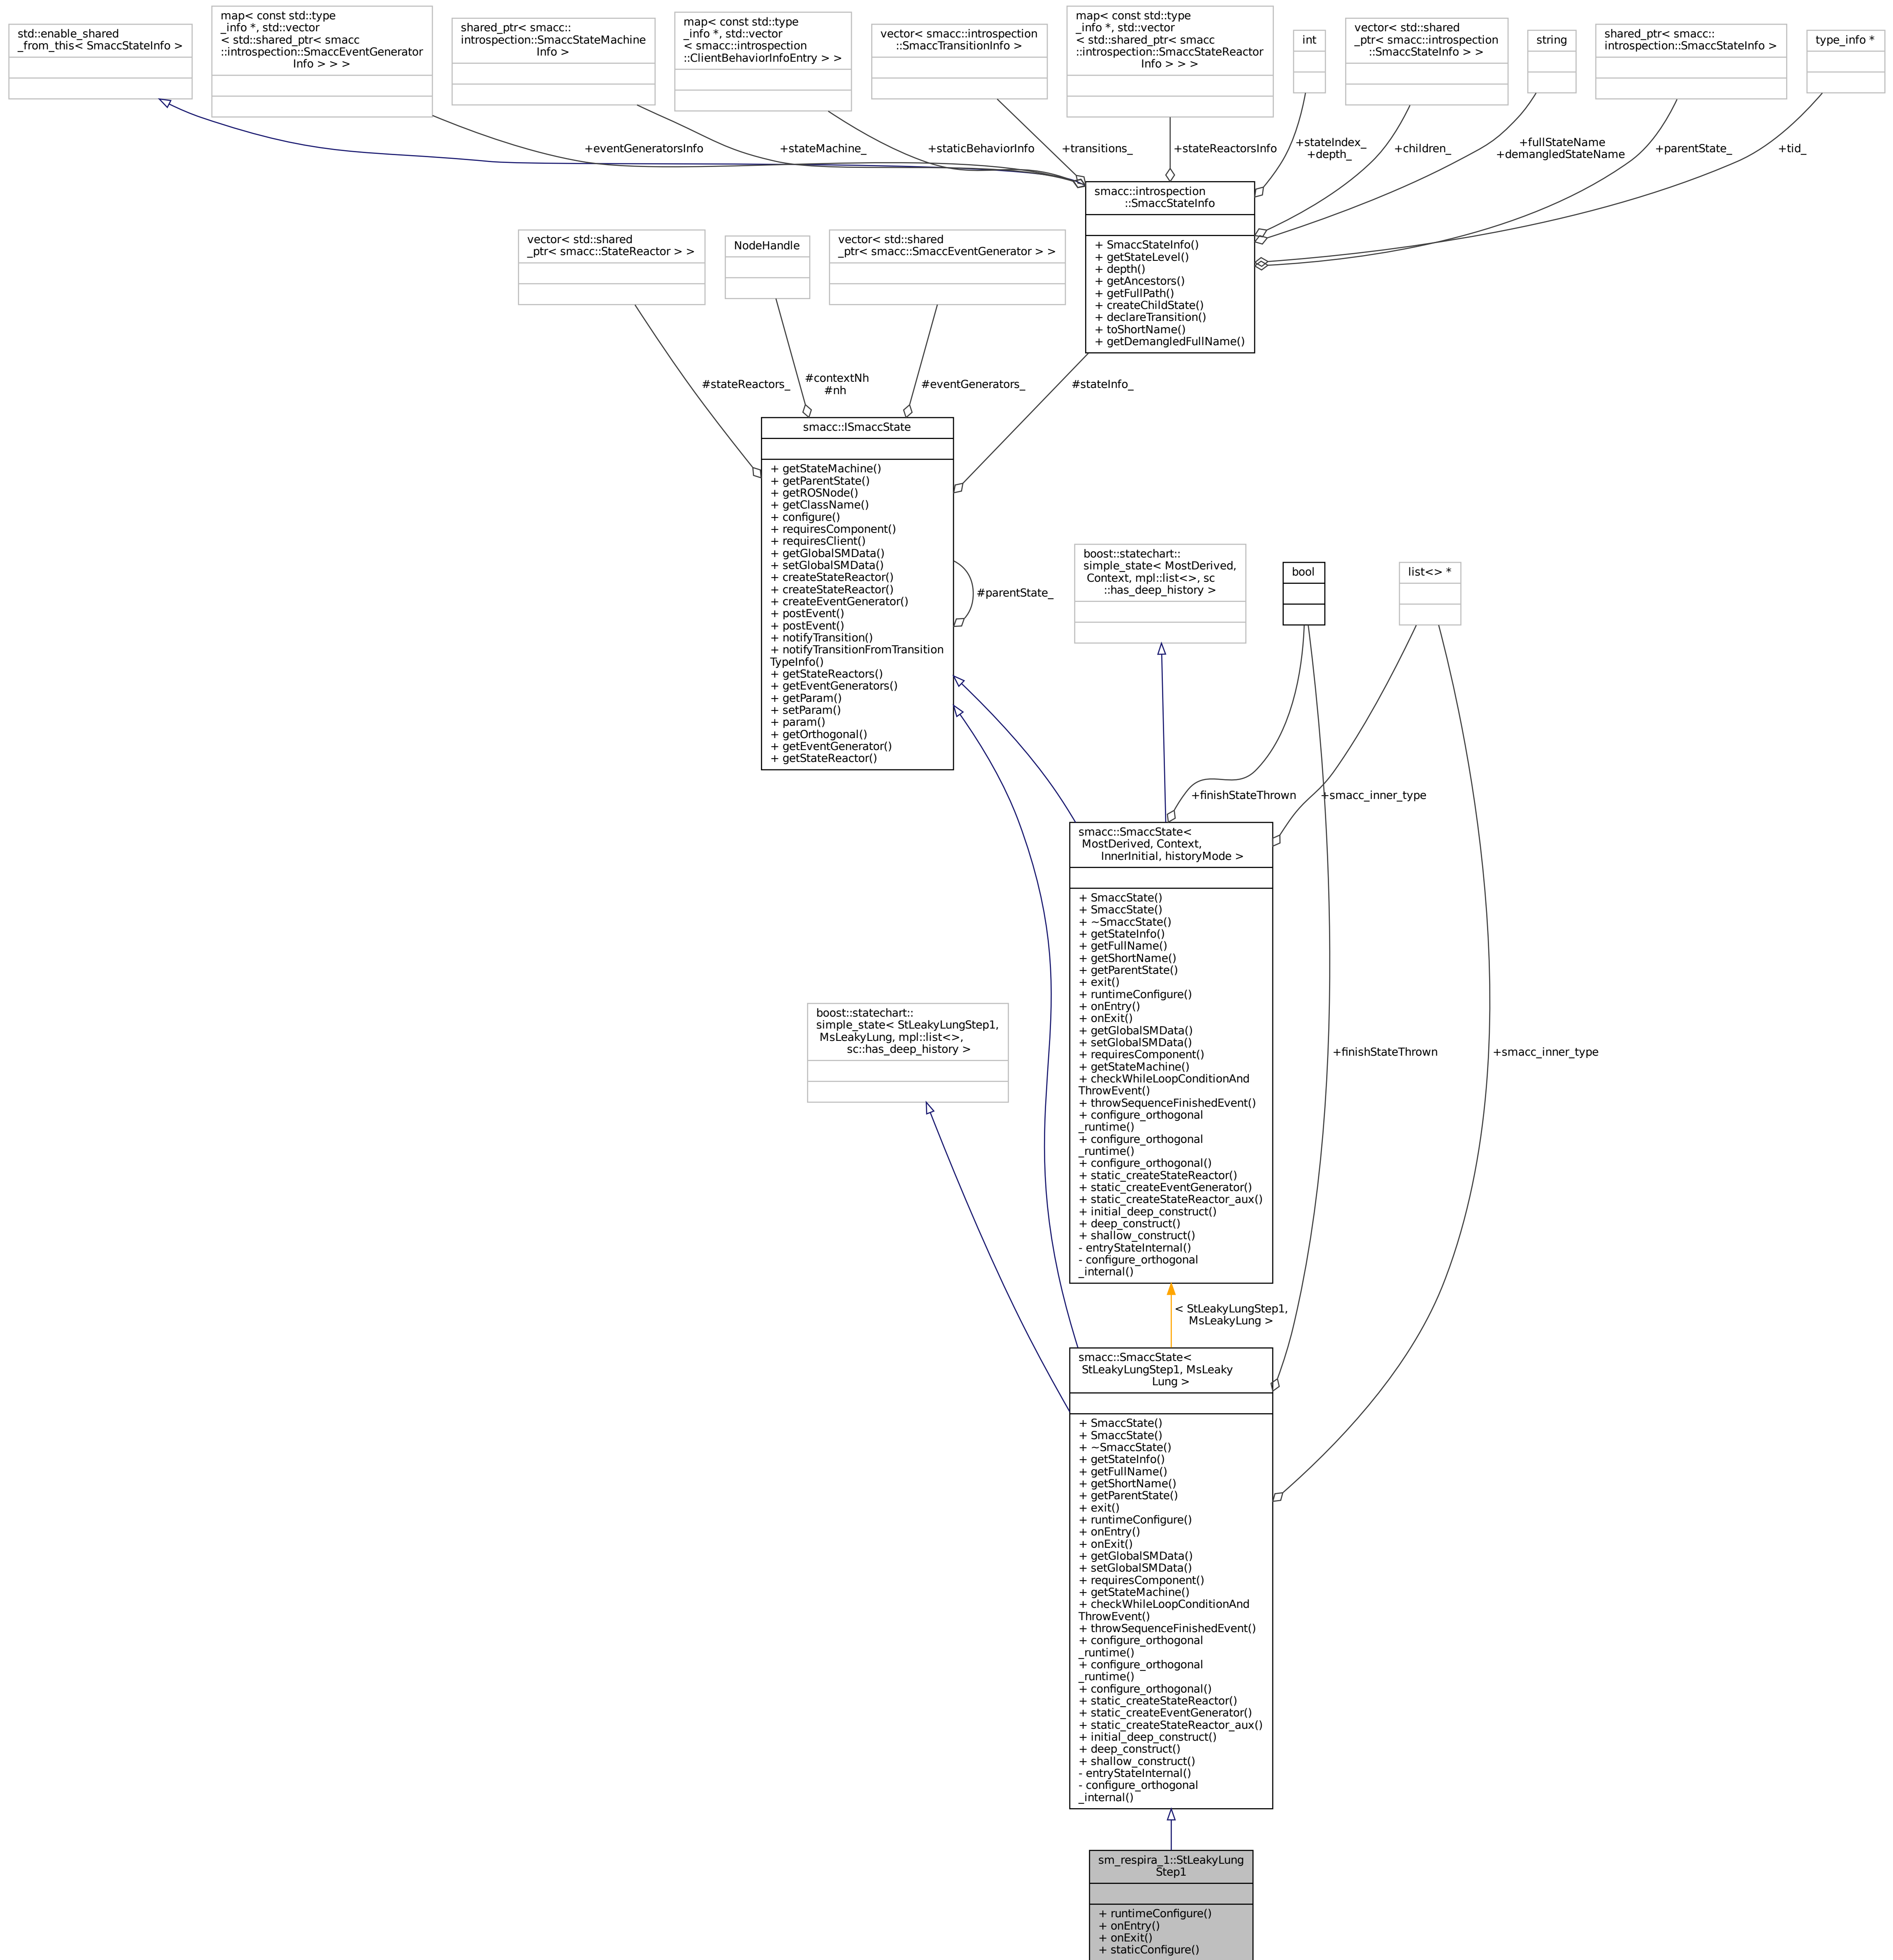 std::enable_shared
_from_this< SmaccStateInfo >
map< const std::type
_info *, std::vector
< std::shared_ptr< smacc
::introspection::SmaccEventGenerator
Info > > >
shared_ptr< smacc::
introspection::SmaccStateMachine
Info >
map< const std::type
_info *, std::vector
< smacc::introspection
::ClientBehaviorInfoEntry > >
vector< smacc::introspection
::SmaccTransitionInfo >
map< const std::type
_info *, std::vector
< std::shared_ptr< smacc
::introspection::SmaccStateReactor
Info > > >
int
vector< std::shared
_ptr< smacc::introspection
::SmaccStateInfo > >
string
shared_ptr< smacc::
introspection::SmaccStateInfo >
type_info *
+eventGeneratorsInfo
+stateMachine_
+staticBehaviorInfo
+transitions_
+stateReactorsInfo
+stateIndex_
+depth_
+children_
+fullStateName
+demangledStateName
+parentState_
+tid_
smacc::introspection
::SmaccStateInfo
+ SmaccStateInfo()
+ getStateLevel()
+ depth()
+ getAncestors()
+ getFullPath()
+ createChildState()
+ declareTransition()
+ toShortName()
+ getDemangledFullName()
vector< std::shared
_ptr< smacc::StateReactor > >
NodeHandle
vector< std::shared
_ptr< smacc::SmaccEventGenerator > >
#stateReactors_
#contextNh
#nh
#eventGenerators_
#stateInfo_
smacc::ISmaccState
+ getStateMachine()
+ getParentState()
+ getROSNode()
+ getClassName()
+ configure()
+ requiresComponent()
+ requiresClient()
+ getGlobalSMData()
+ setGlobalSMData()
+ createStateReactor()
+ createStateReactor()
+ createEventGenerator()
+ postEvent()
+ postEvent()
+ notifyTransition()
+ notifyTransitionFromTransition
TypeInfo()
+ getStateReactors()
+ getEventGenerators()
+ getParam()
+ setParam()
+ param()
+ getOrthogonal()
+ getEventGenerator()
+ getStateReactor()
#parentState_
boost::statechart::
simple_state< MostDerived,
Context, mpl::list<>, sc
::has_deep_history >
bool
list<> *
+finishStateThrown
+smacc_inner_type
smacc::SmaccState<
MostDerived, Context,
InnerInitial, historyMode >
+ SmaccState()
+ SmaccState()
+ ~SmaccState()
+ getStateInfo()
+ getFullName()
+ getShortName()
+ getParentState()
+ exit()
+ runtimeConfigure()
+ onEntry()
+ onExit()
+ getGlobalSMData()
+ setGlobalSMData()
+ requiresComponent()
+ getStateMachine()
+ checkWhileLoopConditionAnd
ThrowEvent()
+ throwSequenceFinishedEvent()
+ configure_orthogonal
_runtime()
+ configure_orthogonal
_runtime()
+ configure_orthogonal()
+ static_createStateReactor()
+ static_createEventGenerator()
+ static_createStateReactor_aux()
+ initial_deep_construct()
+ deep_construct()
+ shallow_construct()
- entryStateInternal()
- configure_orthogonal
_internal()
boost::statechart::
simple_state< StLeakyLungStep1,
MsLeakyLung, mpl::list<>,
sc::has_deep_history >
+finishStateThrown
+smacc_inner_type
< StLeakyLungStep1,
MsLeakyLung >
smacc::SmaccState<
StLeakyLungStep1, MsLeaky
Lung >
+ SmaccState()
+ SmaccState()
+ ~SmaccState()
+ getStateInfo()
+ getFullName()
+ getShortName()
+ getParentState()
+ exit()
+ runtimeConfigure()
+ onEntry()
+ onExit()
+ getGlobalSMData()
+ setGlobalSMData()
+ requiresComponent()
+ getStateMachine()
+ checkWhileLoopConditionAnd
ThrowEvent()
+ throwSequenceFinishedEvent()
+ configure_orthogonal
_runtime()
+ configure_orthogonal
_runtime()
+ configure_orthogonal()
+ static_createStateReactor()
+ static_createEventGenerator()
+ static_createStateReactor_aux()
+ initial_deep_construct()
+ deep_construct()
+ shallow_construct()
- entryStateInternal()
- configure_orthogonal
_internal()
sm_respira_1::StLeakyLung
Step1
+ runtimeConfigure()
+ onEntry()
+ onExit()
+ staticConfigure()